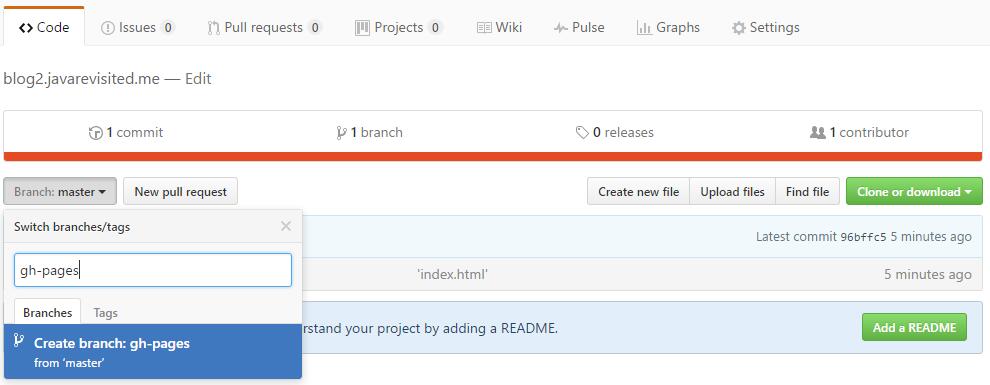 Code Issues 0 Pull requests 0 Projects 0 Wiki Pulse Graphs Settings
blog2.javarevisited.me — Edit
1 commit 1 branch 0 releases 1 contributor
Branch: master New pull request Create new file Upload files Find file Clone or download
Switch branches/tags
Latest commit 96bffc5 5 minutes ago
gh-pages
'index.html' 5 minutes ago
Branches Tags
rstand your project by adding a README. Add a README
Create branch: gh-pages
from ‘master’